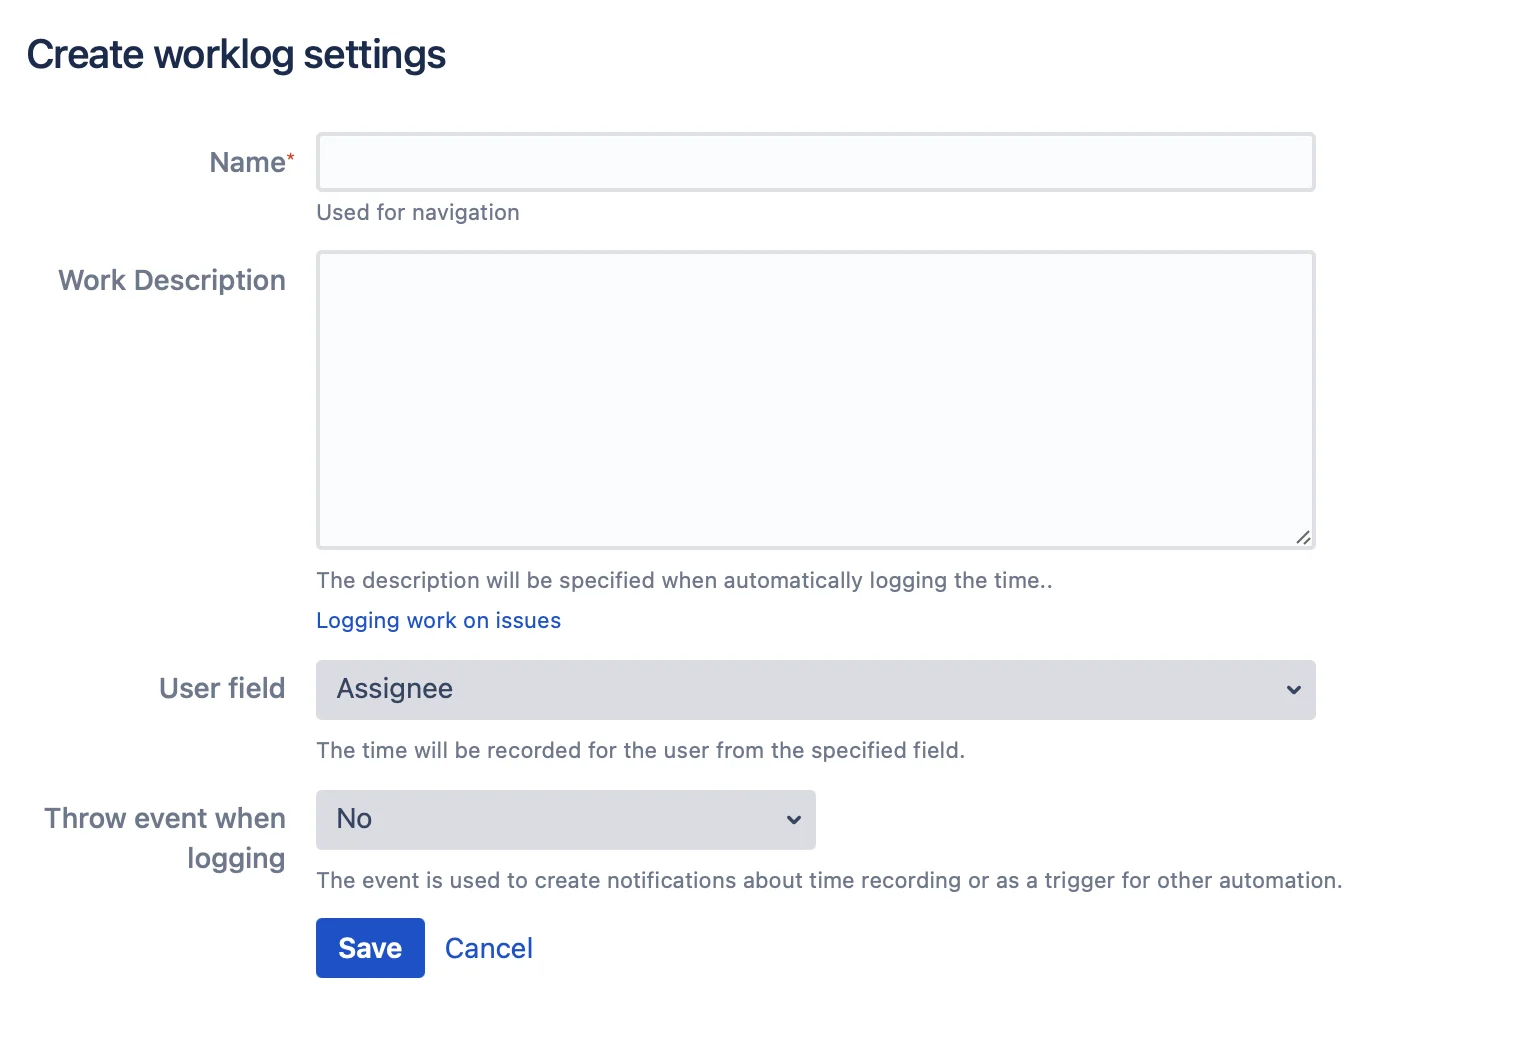 Create worklog settings
Name*
Used for navigation
Work Description
The description will be specified when automatically logging the time..
Logging work on issues
User field
Assignee
The time will be recorded for the user from the specified field.
Throw event when
logging
No
The event is used to create notifications about time recording or as a trigger for other automation.
Save
Cancel